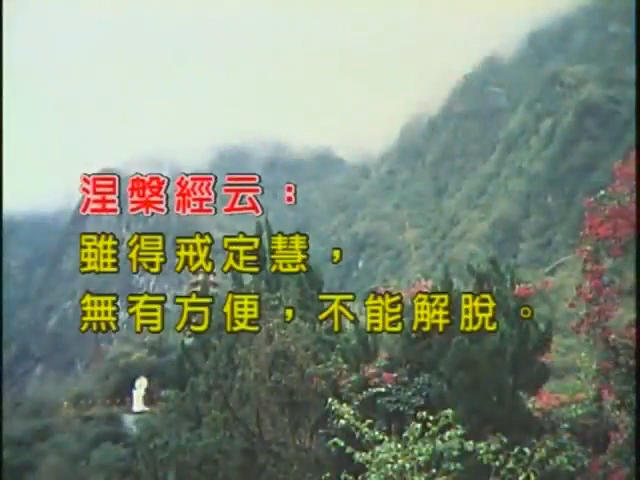 涅槃經云：
雖得戒定慧，
無有方便，不能解脫。